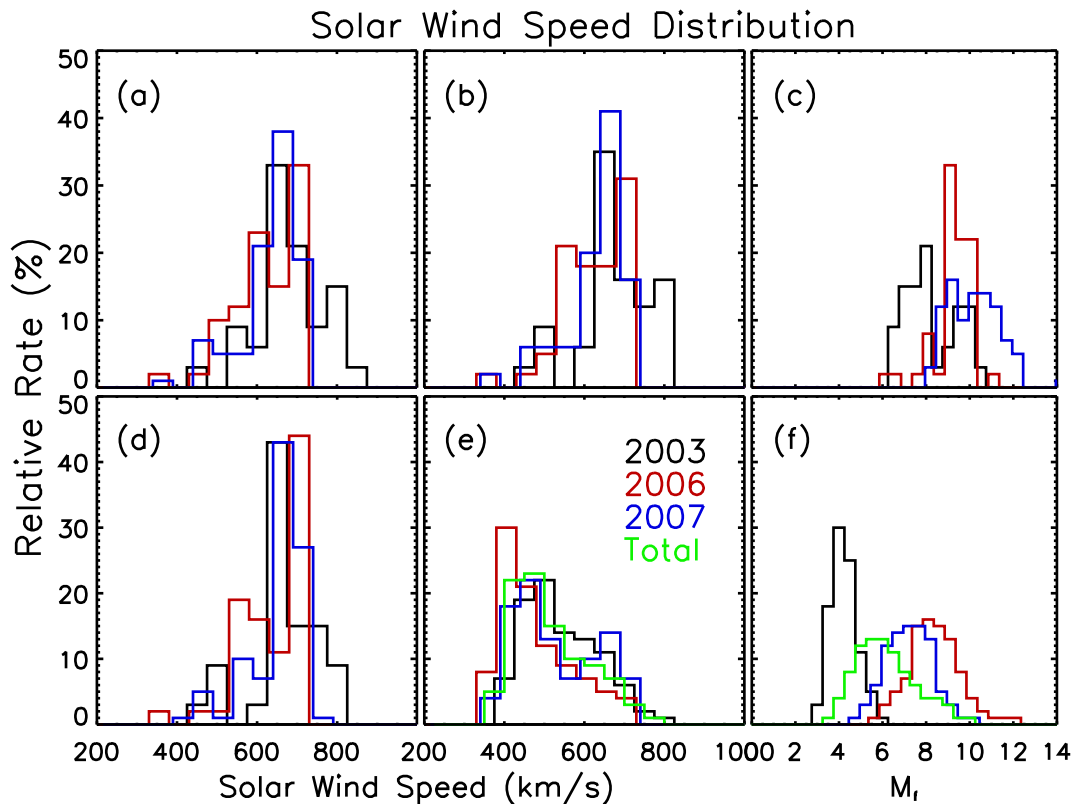 Solar Wind Speed Distribution
Relative Rate (%)
50
40
30
20
10
0
(a)
(b)
(c)
50
40
30
20
10
0
(d)
(e)
(f)
2003
2006
2007
Total
200 400 600 800 200 400 600 800 1000 0 2 4 6 8 10 12 14
Solar Wind Speed (km/s)
Mf